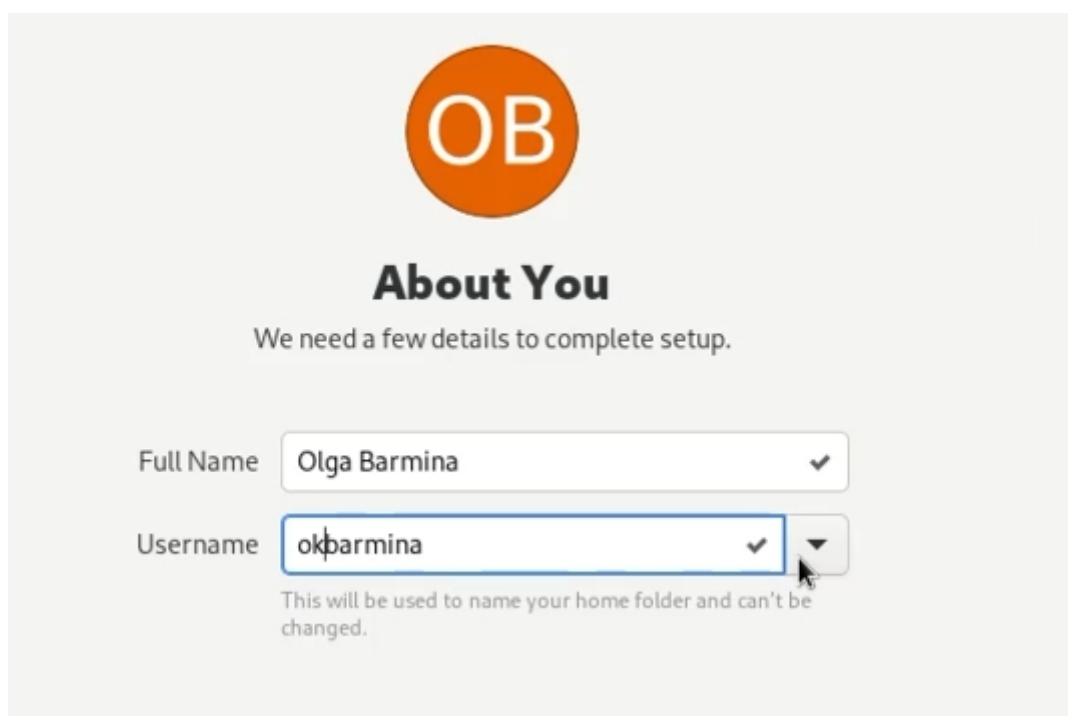 OB
About You
We need a few details to complete setup.
Full Name Olga Barmina
Username okbarmina
This will be used to name your home folder and can't be
changed.